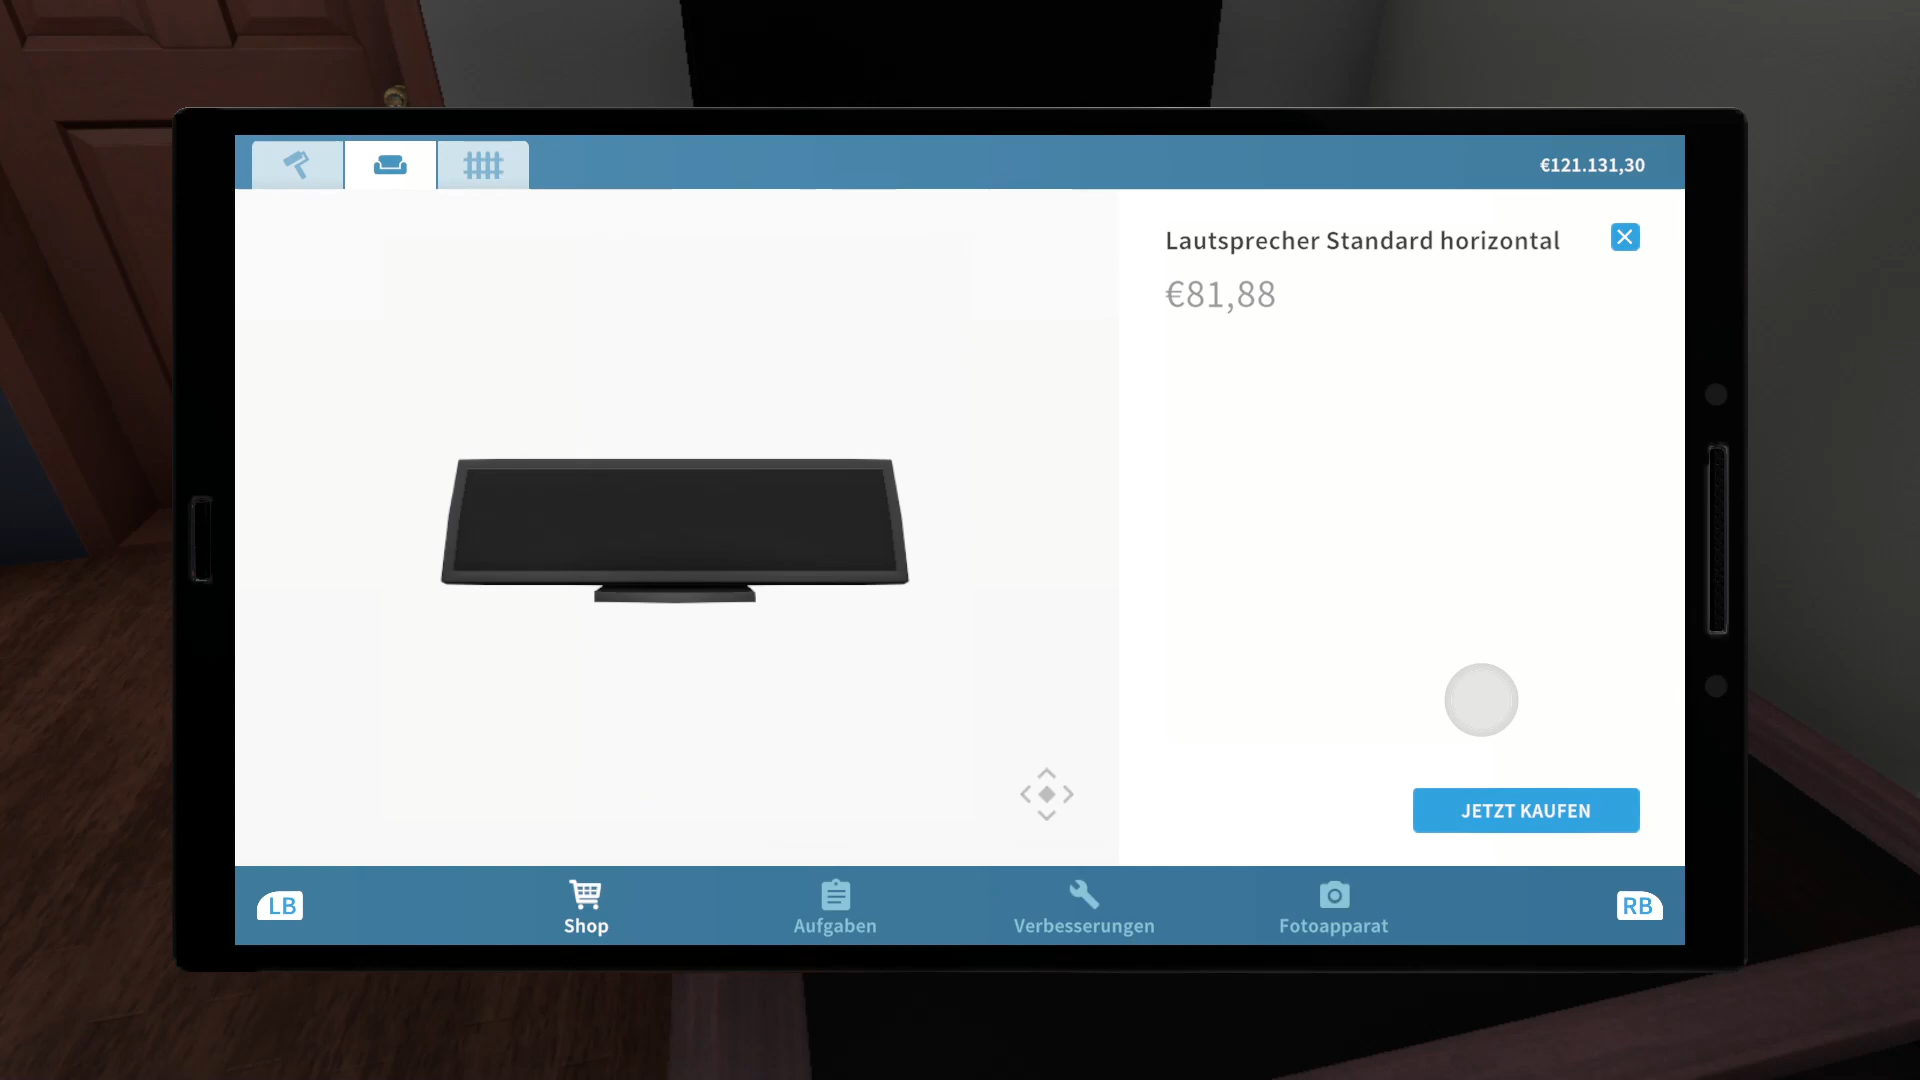 €121.131,30
Lautsprecher Standard horizontal
€81,88
JETZT KAUFEN
LB
Shop
Aufgaben
Verbesserungen
Fotoapparat
RB